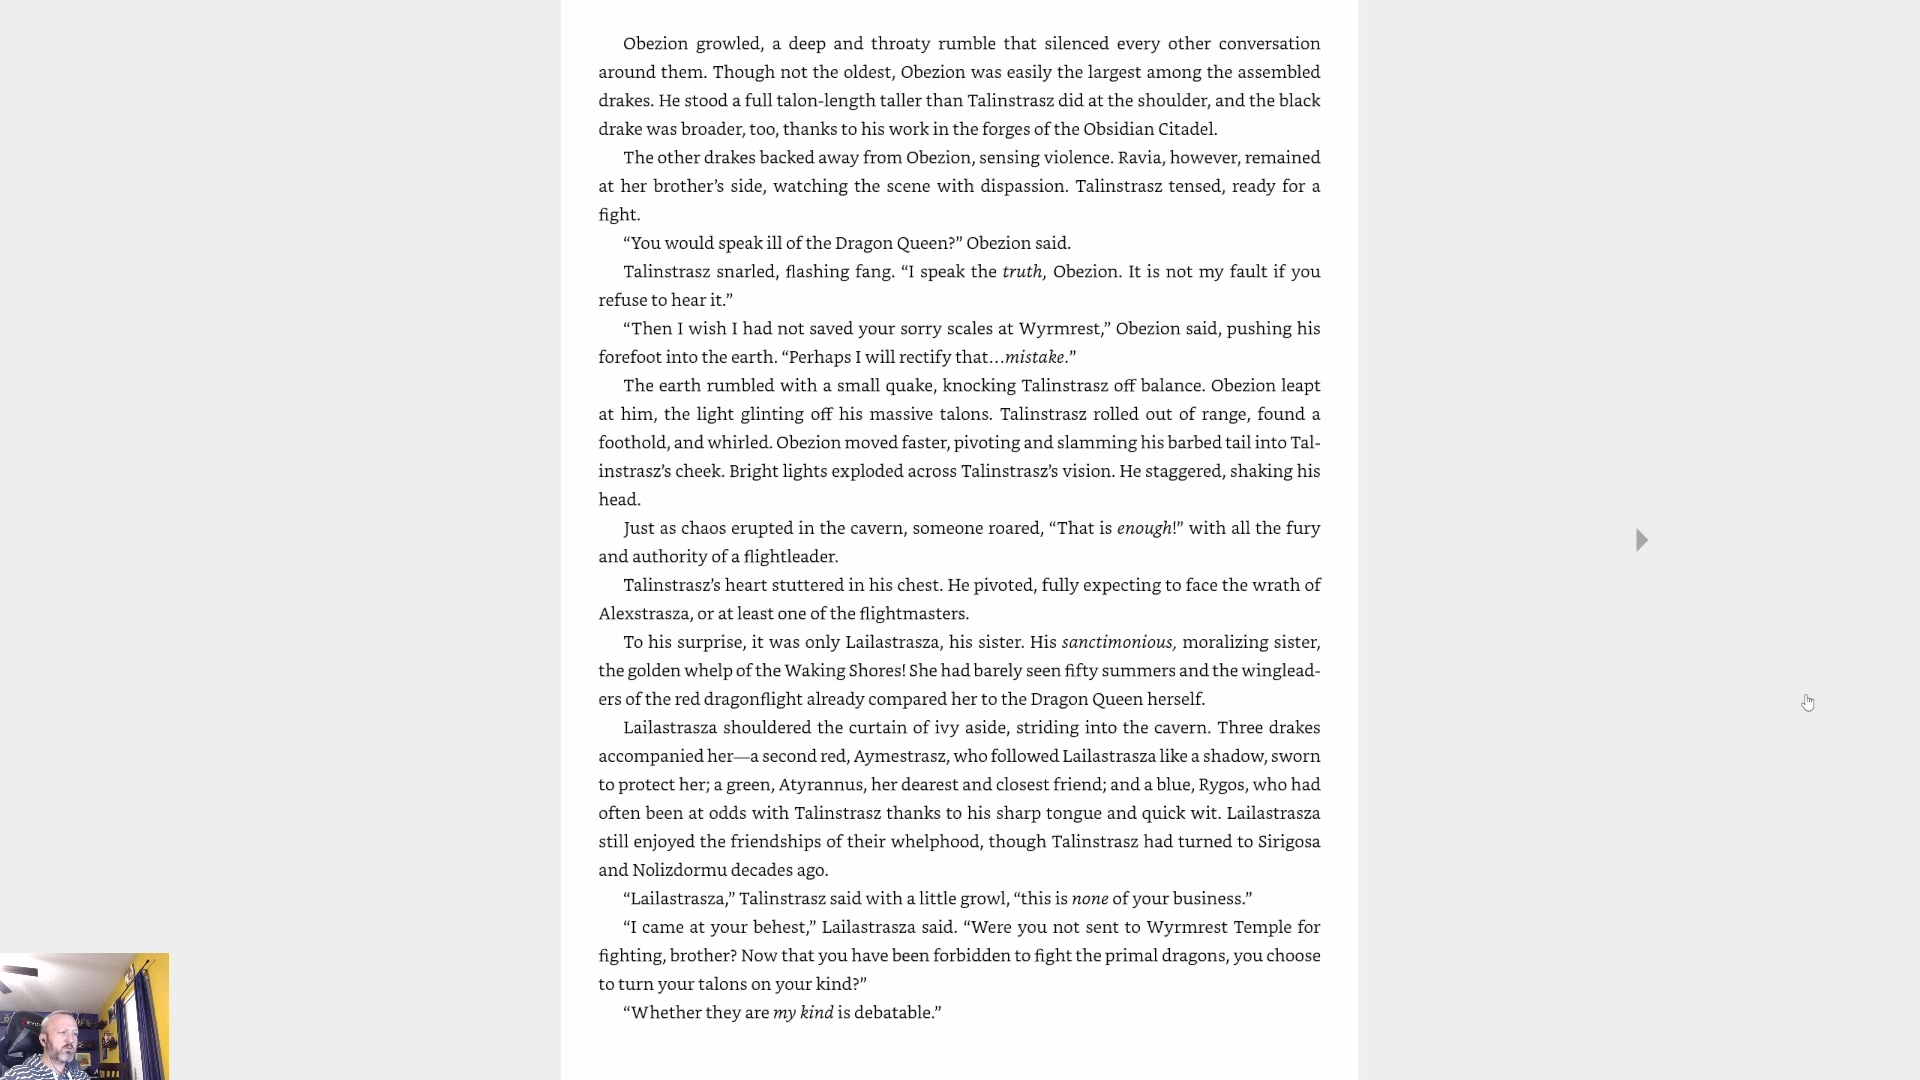 Obezion growled, a deep and throaty rumble that silenced every other conversation
around them. Though not the oldest, Obezion was easily the largest among the assembled
drakes. He stood a full talon-length taller than Talinstrasz did at the shoulder, and the black
drake was broader, too, thanks to his work in the forges of the Obsidian Citadel.
The other drakes backed away from Obezion, sensing violence. Ravia, however, remained
at her brother’s side, watching the scene with dispassion. Talinstrasz tensed, ready for a
fight.
“You would speak ill of the Dragon Queen?” Obezion said.
Talinstrasz snarled, flashing fang. “I speak the truth, Obezion. It is not my fault if you
refuse to hear it.”
“Then I wish I had not saved your sorry scales at Wyrmrest,” Obezion said, pushing his
forefoot into the earth. “Perhaps I will rectify that…mistake.”
The earth rumbled with a small quake, knocking Talinstrasz off balance. Obezion leapt
at him, the light glinting off his massive talons. Talinstrasz rolled out of range, found a
foothold, and whirled. Obezion moved faster, pivoting and slamming his barbed tail into Tal-
instrasz’s cheek. Bright lights exploded across Talinstrasz’s vision. He staggered, shaking his
head.
Just as chaos erupted in the cavern, someone roared, “That is enough!” with all the fury
and authority of a flightleader.
Talinstrasz’s heart stuttered in his chest. He pivoted, fully expecting to face the wrath of
Alexstrasza, or at least one of the flightmasters.
To his surprise, it was only Lailastrasza, his sister. His sanctimonious, moralizing sister,
the golden whelp of the Waking Shores! She had barely seen fifty summers and the winglead-
ers of the red dragonflight already compared her to the Dragon Queen herself.
Lailastrasza shouldered the curtain of ivy aside, striding into the cavern. Three drakes
accompanied her—a second red, Aymestrasz, who followed Lailastrasza like a shadow, sworn
to protect her; a green, Atyrannus, her dearest and closest friend; and a blue, Rygos, who had
often been at odds with Talinstrasz thanks to his sharp tongue and quick wit. Lailastrasza
still enjoyed the friendships of their whelphood, though Talinstrasz had turned to Sirigosa
and Nolizdormu decades ago.
“Lailastrasza,” Talinstrasz said with a little growl, “this is none of your business.”
“I came at your behest,” Lailastrasza said. “Were you not sent to Wyrmrest Temple for
fighting, brother? Now that you have been forbidden to fight the primal dragons, you choose
to turn your talons on your kind?”
“Whether they are my kind is debatable.”